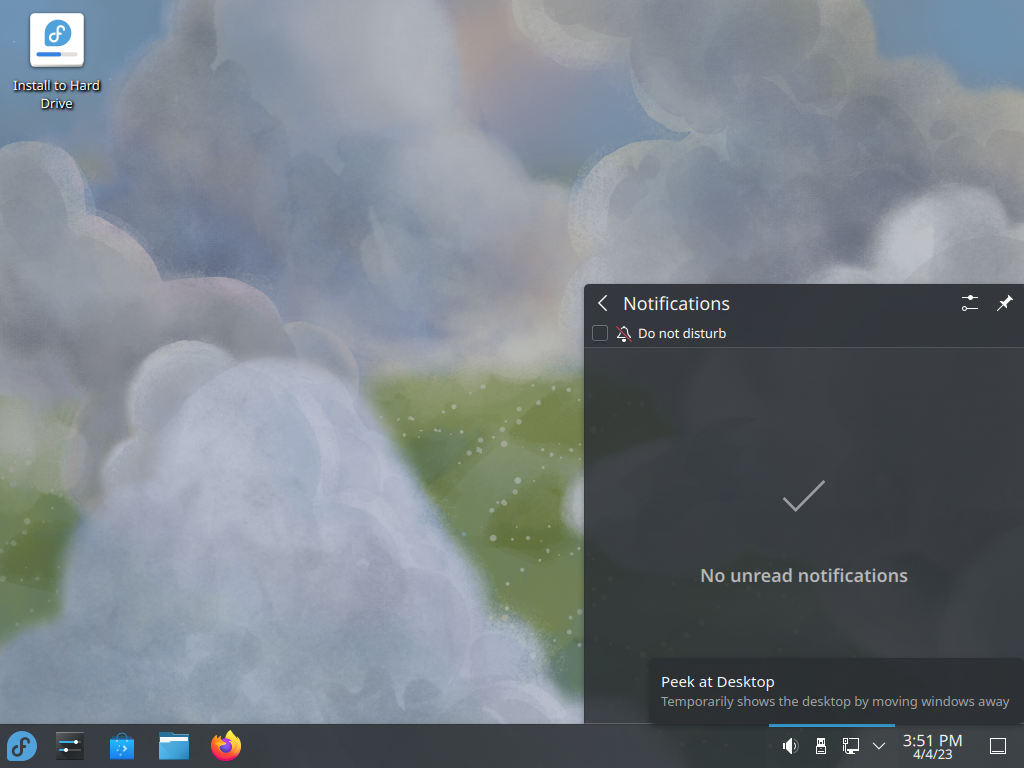 Install to Hard
Drive
Notifications
Do not disturb
No unread notifications
Peek at Desktop
Temporarily shows the desktop by moving windows away
3:51 PM
4/4/23